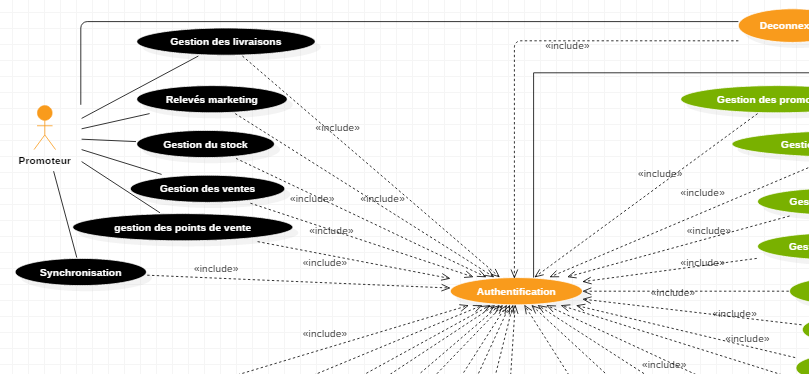 Gestion des livraisons
«include»
Relevés marketing
Gestion des promo
«include»
Gestion du stock
Promoteur
«include»
Gestion des ventes
«include»
«include»
«include»
gestion des points de vente
«include»
«include»
«include»
«include»
«include»
Synchronisation
Authentification
«include»
«include»
«include»
«include»
«include»